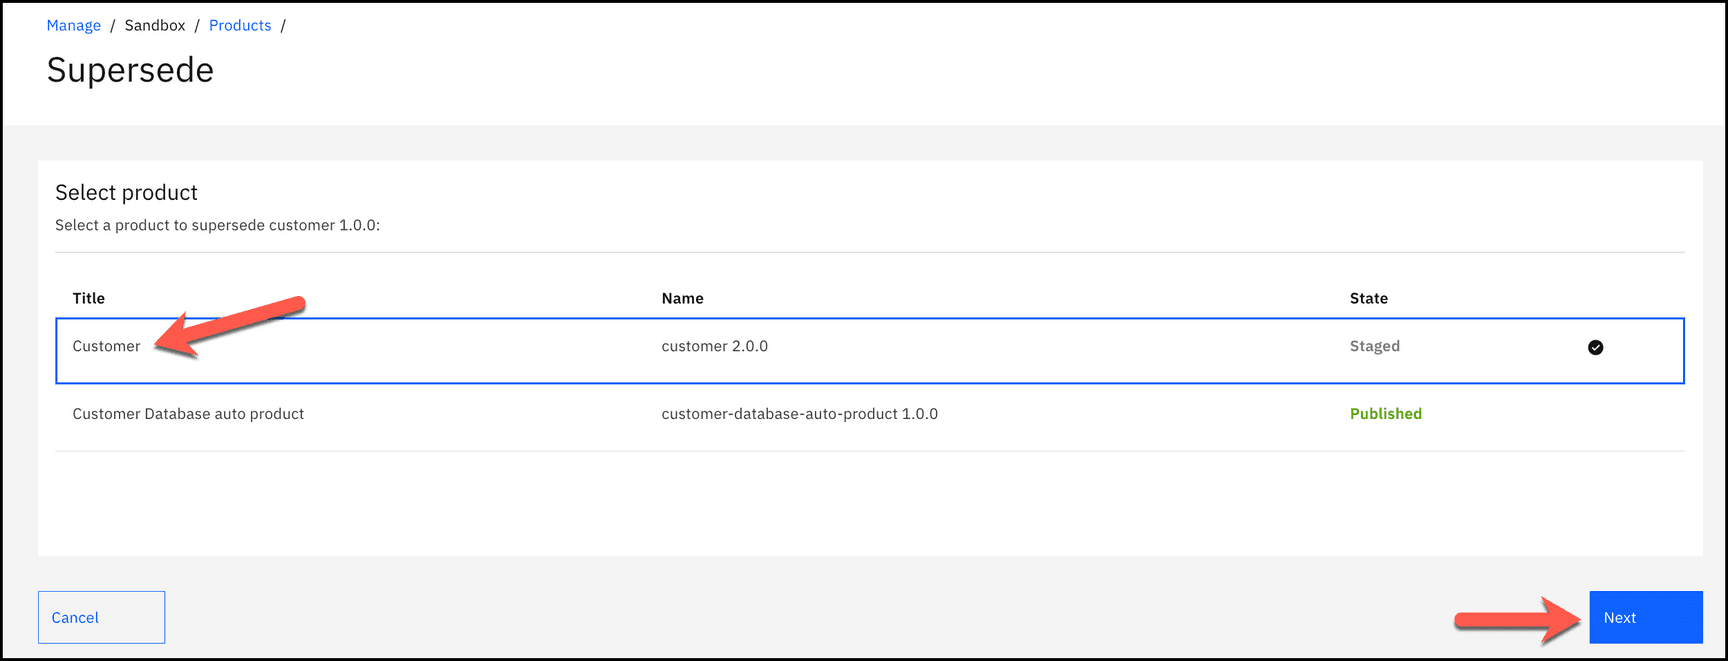 Manage / Sandbox / Products /
Supersede
Select product
Select a product to supersede customer 1.0.0:
Title Name State
Customer customer 2.0.0 Staged
Customer Database auto product customer-database-auto-product 1.0.0 Published
Cancel Next